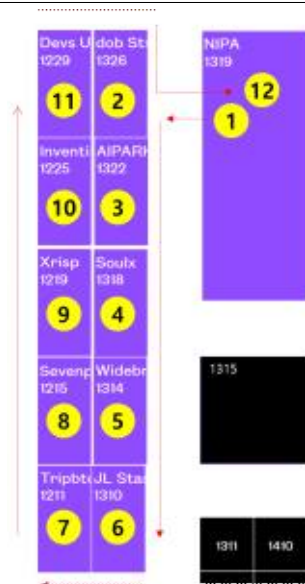 Devs U
1229
11
dob St
1326
2
NIPA
1319
12
1
Inventi
1225
10
AIPARK
1322
3
Xrisp
1219
9
Soulx
1318
4
Sevenp
1215
8
Widebr
1314
5
1315
Tripbt
1211
7
JL Sta
1310
6
1311
1410